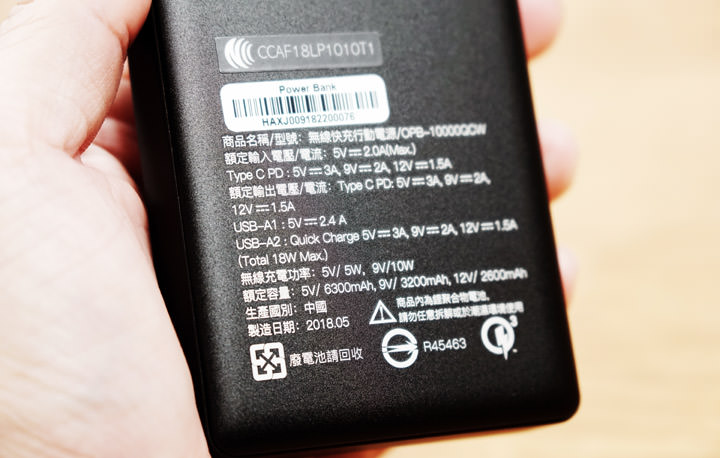 CCAF18LP1010T1
Power Bank
HAXJ009182200076
商品名稱/型號: 無線快充行動電源/OPB-10000QCW
額定輸入電壓/電流: 5V⎓2.0A(Max.)
Type C PD : 5V⎓3A, 9V⎓2A, 12V⎓1.5A
額定輸出電壓/電流: Type C PD: 5V⎓3A, 9V⎓2A,
12V⎓1.5A
USB-A1 : 5V⎓2.4 A
USB-A2 : Quick Charge 5V⎓3A, 9V⎓2A, 12V⎓1.5A
(Total 18W Max.)
無線充電功率: 5V/ 5W, 9V/10W
額定容量: 5V/ 6300mAh, 9V/ 3200mAh, 12V/ 2600mAh
生產國別: 中國
製造日期: 2018.05
商品內為鋰聚合物電池,
請勿任意拆解或於潮濕環境使用
廢電池請回收
R45463
3